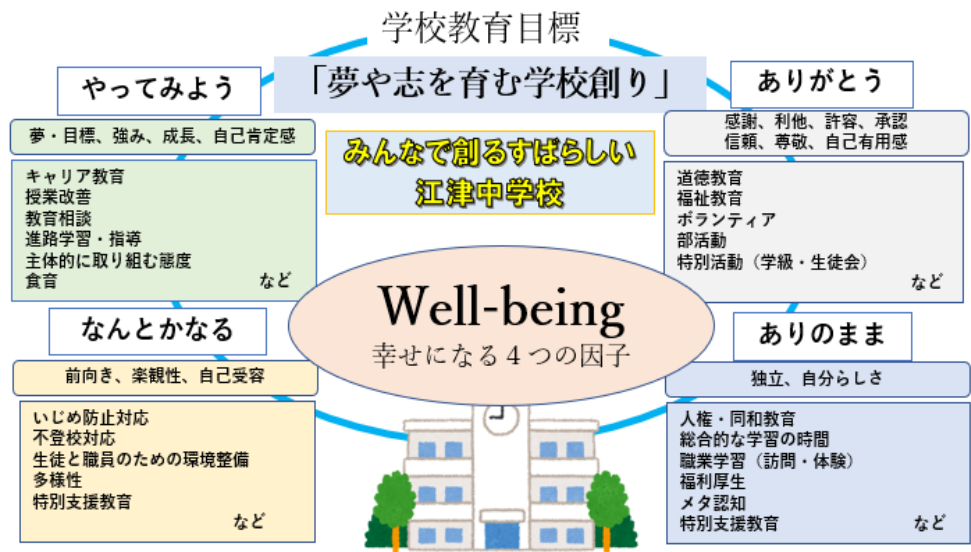 学校教育目標
「夢や志を育む学校創り」
みんなで創るすばらしい
江津中学校
やってみよう
夢・目標、強み、成長、自己肯定感
キャリア教育
授業改善
教育相談
進路学習・指導
主体的に取り組む態度
食育 など
ありがとう
感謝、利他、許容、承認
信頼、尊敬、自己有用感
道徳教育
福祉教育
ボランティア
部活動
特別活動（学級・生徒会）
など
Well-being
幸せになる４つの因子
なんとかなる
前向き、楽観性、自己受容
いじめ防止対応
不登校対応
生徒と職員のための環境整備
多様性
特別支援教育
など
ありのまま
独立、自分らしさ
人権・同和教育
総合的な学習の時間
職業学習（訪問・体験）
福利厚生
メタ認知
特別支援教育 など